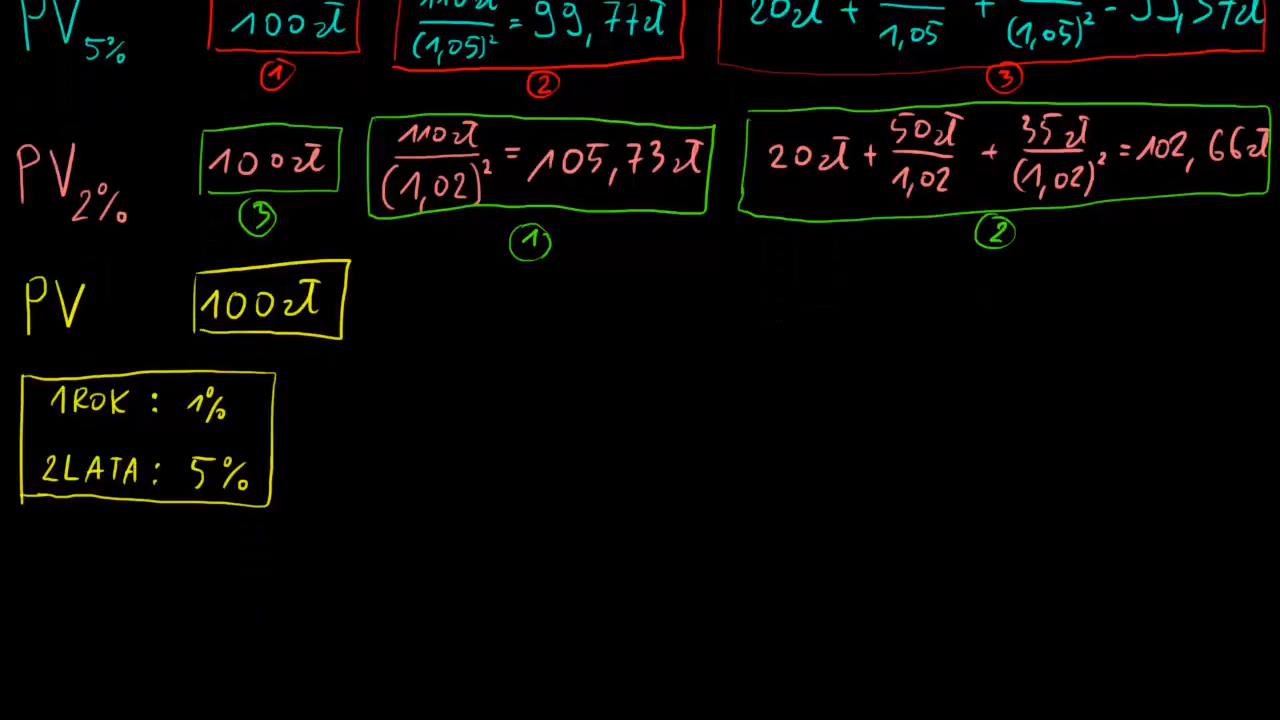 PV5% 100zł 110zł/(1,05)² = 99,77zł 20zł + /1,05 + /(1,05)² =
① ② ③
PV2% 100zł 110zł/(1,02)² = 105,73zł 20zł + 50zł/1,02 + 35zł/(1,02)² = 102,66zł
③ ① ②
PV 100zł
1ROK : 1%
2LATA : 5%